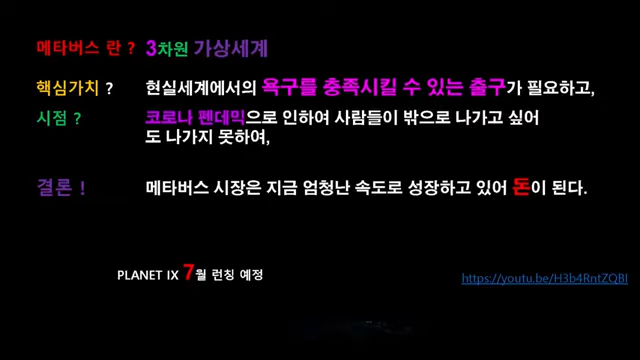 메타버스 란 ? 3차원 가상세계
핵심가치 ? 현실세계에서의 욕구를 충족시킬 수 있는 출구가 필요하고,
시점 ? 코로나 펜데믹으로 인하여 사람들이 밖으로 나가고 싶어
도 나가지 못하여,
결론 ! 메타버스 시장은 지금 엄청난 속도로 성장하고 있어 돈이 된다.
PLANET IX 7월 런칭 예정
https://youtu.be/H3b4RntZQBI